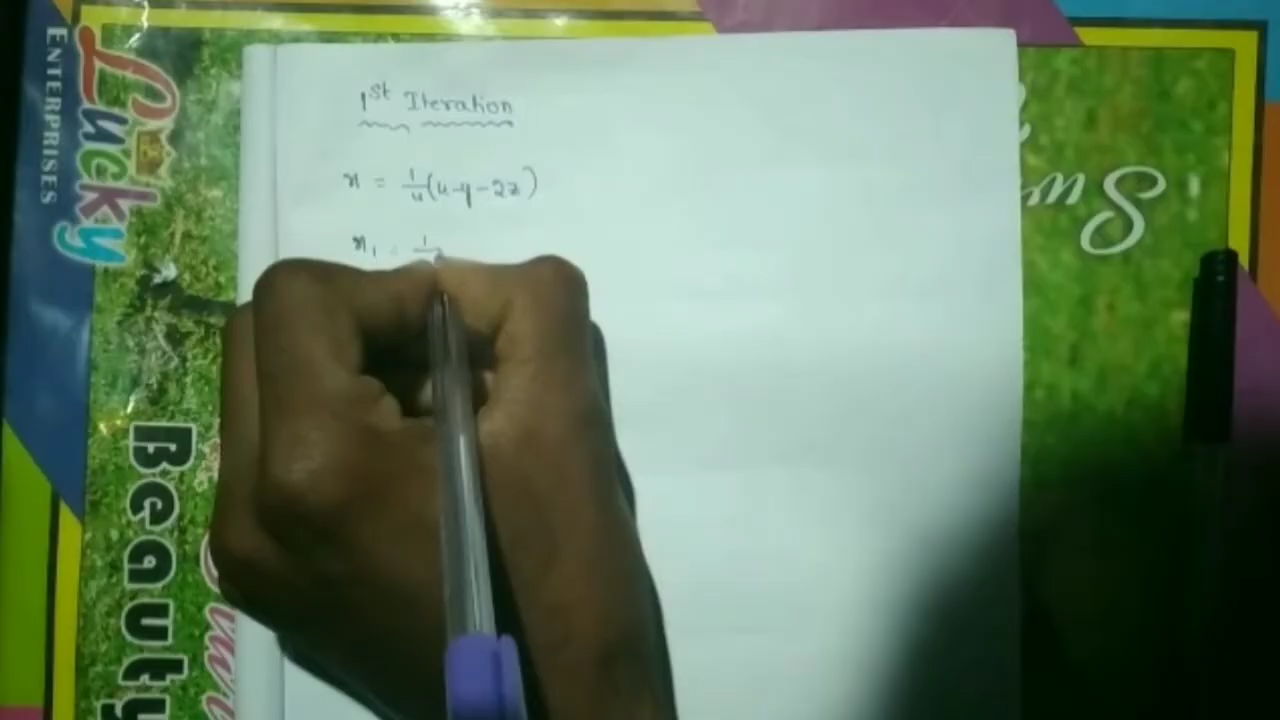 Lucky
ENTERPRISES
Beauty
1st Iteration
x = 1/4 (4-y-2z)
x1 = 1/